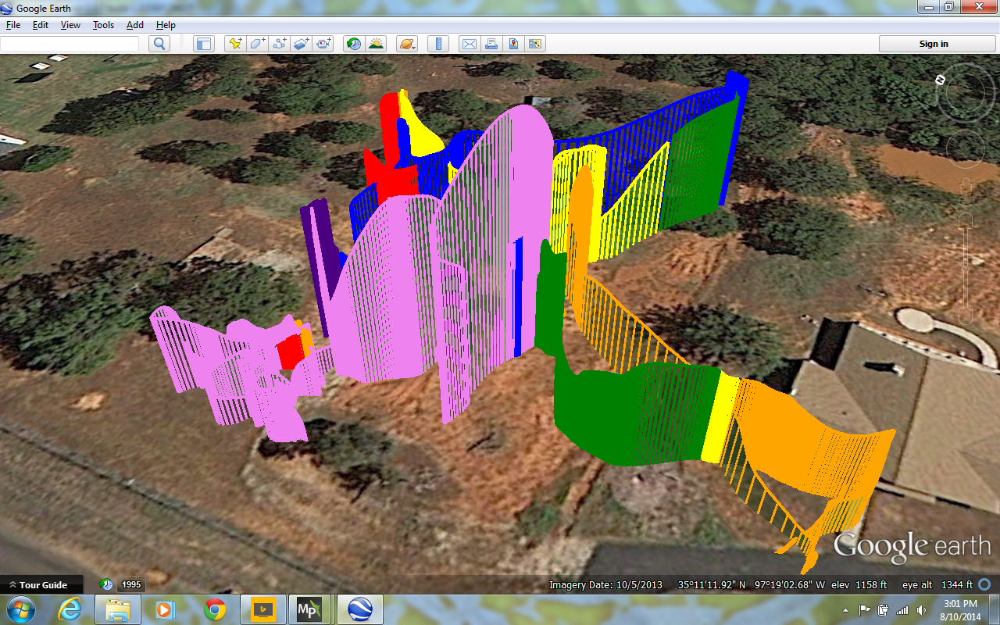 Google Earth
File Edit View Tools Add Help
Sign in
N
Google earth
Tour Guide
1995
Imagery Date: 10/5/2013 35°11'11.92" N 97°19'02.68" W elev 1158 ft eye alt 1344 ft
Mp
3:01 PM
8/10/2014